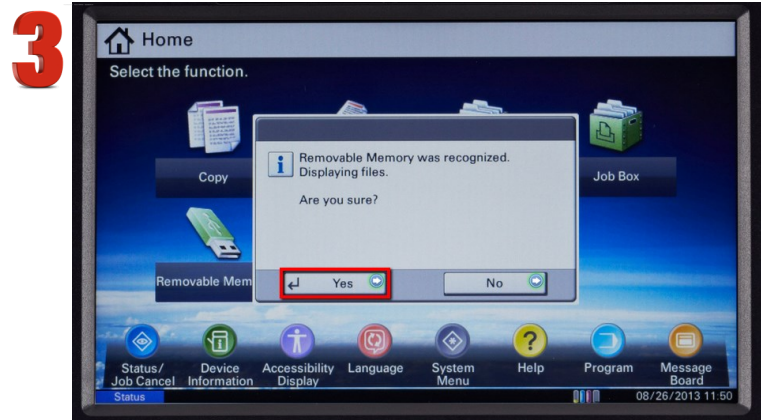 3
Home
Select the function.
Copy
Job Box
Removable Memory was recognized.
Displaying files.
Are you sure?
Removable Mem
Yes
No
Status/
Job Cancel
Device
Information
Accessibility
Display
Language
System
Menu
Help
Program
Message
Board
Status
08/26/2013 11:50